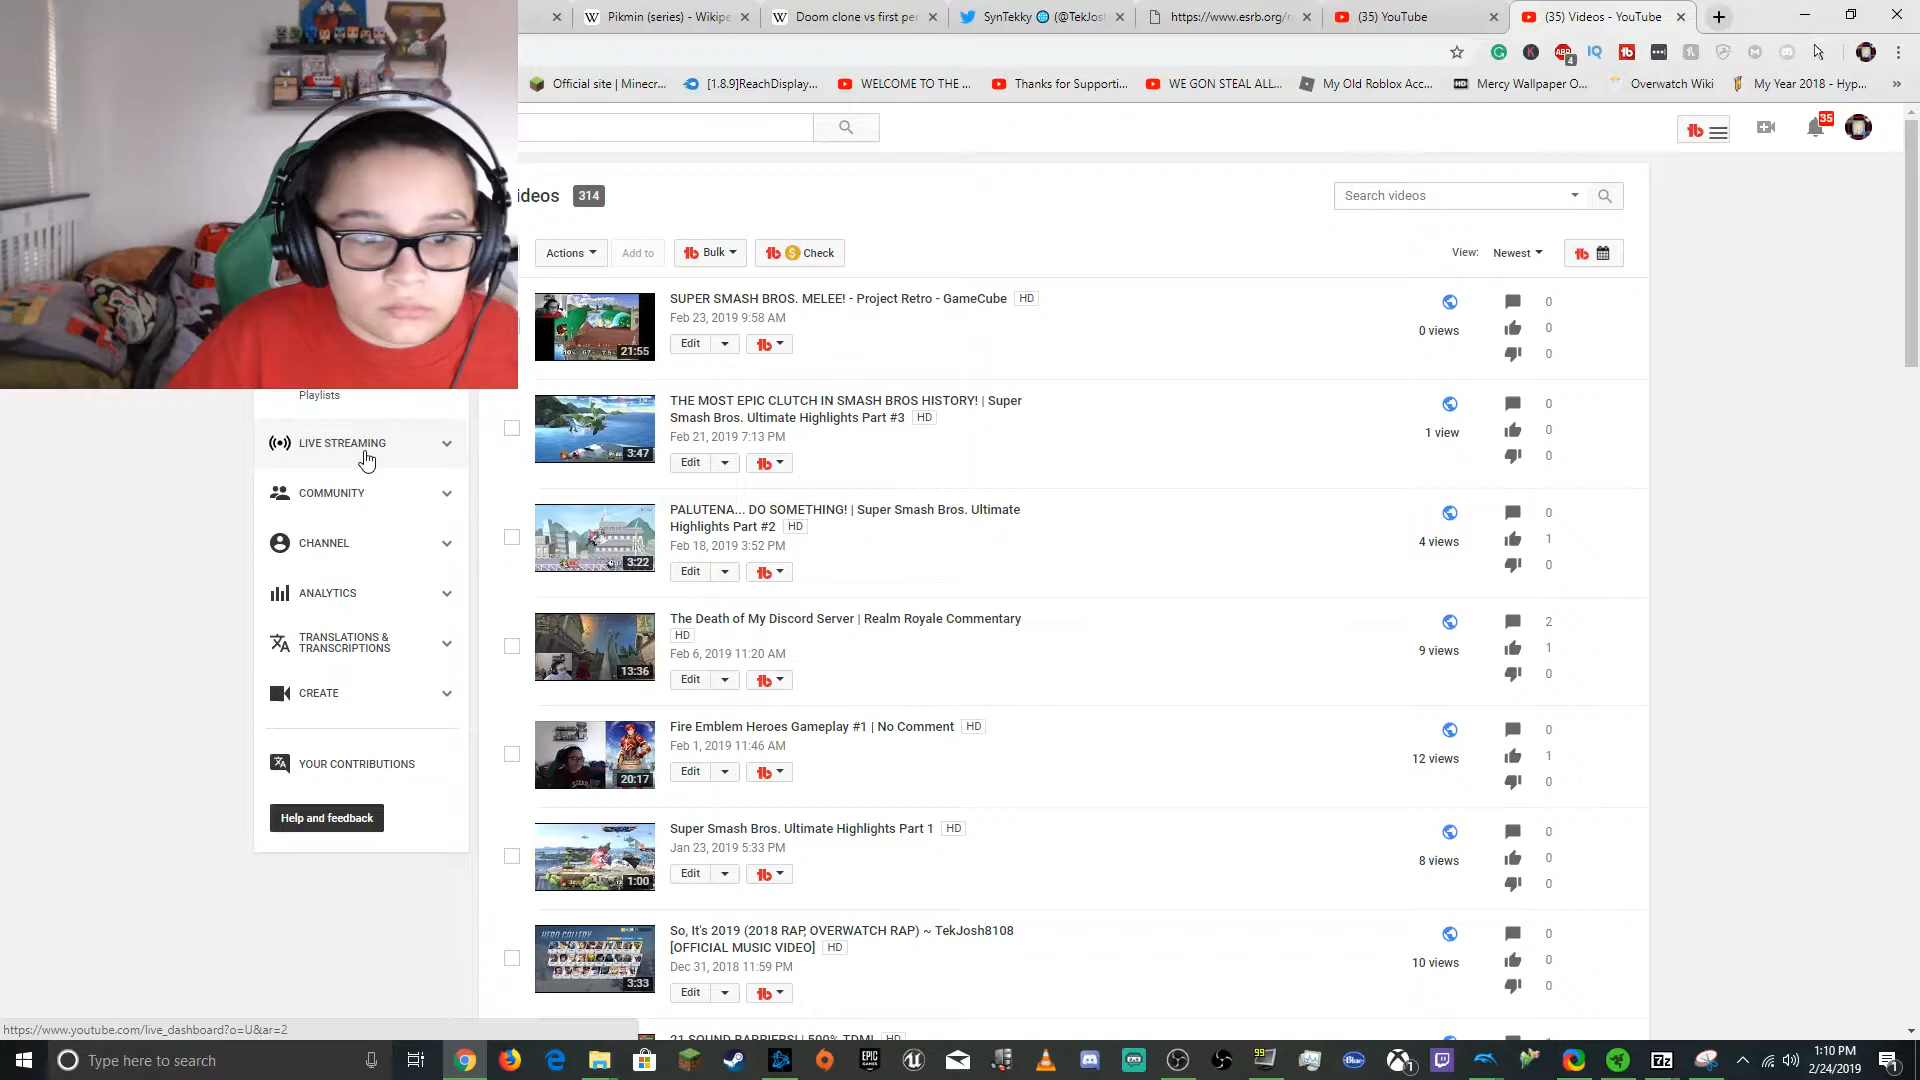 Pikmin (series) - Wikipe
Doom clone vs first per
SynTekky 🌐 (@TekJosh
https://www.esrb.org/r
(35) YouTube
(35) Videos - YouTube
Official site | Minecr...
[1.8.9]ReachDisplay...
WELCOME TO THE ...
Thanks for Supporti...
WE GON STEAL ALL...
My Old Roblox Acc...
Mercy Wallpaper O...
Overwatch Wiki
My Year 2018 - Hyp...
35
ideos 314
Search videos
Actions
Add to
Bulk
Check
View: Newest
SUPER SMASH BROS. MELEE! - Project Retro - GameCube HD
Feb 23, 2019 9:58 AM
Edit
21:55
0 views
0
0
0
Playlists
LIVE STREAMING
COMMUNITY
CHANNEL
ANALYTICS
TRANSLATIONS &
TRANSCRIPTIONS
CREATE
YOUR CONTRIBUTIONS
Help and feedback
THE MOST EPIC CLUTCH IN SMASH BROS HISTORY! | Super
Smash Bros. Ultimate Highlights Part #3 HD
Feb 21, 2019 7:13 PM
Edit
3:47
1 view
0
0
0
PALUTENA... DO SOMETHING! | Super Smash Bros. Ultimate
Highlights Part #2 HD
Feb 18, 2019 3:52 PM
Edit
3:22
4 views
0
1
0
The Death of My Discord Server | Realm Royale Commentary
HD
Feb 6, 2019 11:20 AM
Edit
13:36
9 views
2
1
0
Fire Emblem Heroes Gameplay #1 | No Comment HD
Feb 1, 2019 11:46 AM
Edit
20:17
12 views
0
1
0
Super Smash Bros. Ultimate Highlights Part 1 HD
Jan 23, 2019 5:33 PM
Edit
1:00
8 views
0
0
0
So, It's 2019 (2018 RAP, OVERWATCH RAP) ~ TekJosh8108
[OFFICIAL MUSIC VIDEO] HD
Dec 31, 2018 11:59 PM
Edit
HERO GALLERY
3:33
10 views
0
0
0
https://www.youtube.com/live_dashboard?o=U&ar=2
Type here to search
1:10 PM
2/24/2019